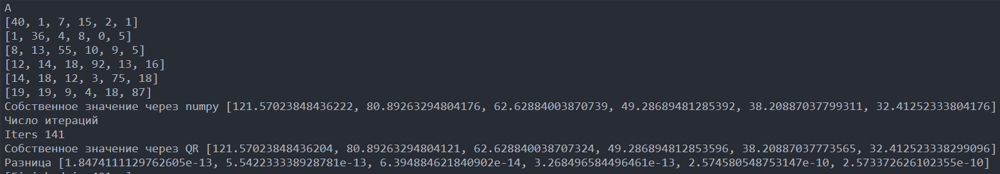 A
[40, 1, 7, 15, 2, 1]
[1, 36, 4, 8, 0, 5]
[8, 13, 55, 10, 9, 5]
[12, 14, 18, 92, 13, 16]
[14, 18, 12, 3, 75, 18]
[19, 19, 9, 4, 18, 87]
Собственное значение через numpy [121.57023848436222, 80.89263294804176, 62.62884003870739, 49.28689481285392, 38.20887037799311, 32.41252333804176]
Число итераций
Iters 141
Собственное значение через QR [121.57023848436204, 80.89263294804121, 62.628840038707324, 49.286894812853596, 38.20887037773565, 32.412523338299096]
Разница [1.8474111129762605e-13, 5.542233338928781e-13, 6.394884621840902e-14, 3.268496584496461e-13, 2.574580548753147e-10, 2.573372626102355e-10]